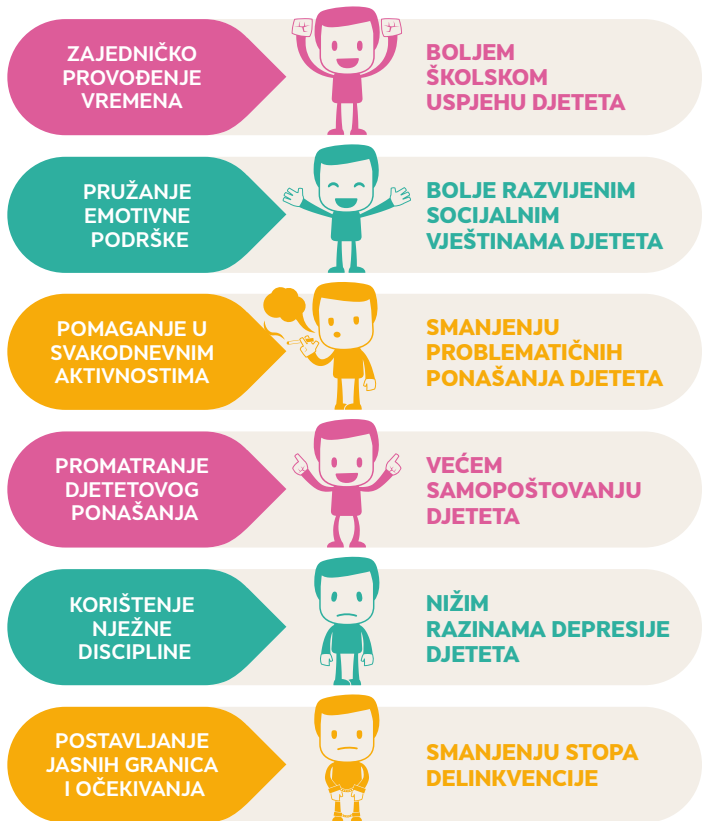 ZAJEDNIČKO
PROVOĐENJE
VREMENA
BOLJEM
ŠKOLSKOM
USPJEHU DJETETA
PRUŽANJE
EMOTIVNE
PODRŠKE
BOLJE RAZVIJENIM
SOCIJALNIM
VJEŠTINAMA DJETETA
POMAGANJE U
SVAKODNEVNIM
AKTIVNOSTIMA
SMANJENJU
PROBLEMATIČNIH
PONAŠANJA DJETETA
PROMATRANJE
DJETETOVOG
PONAŠANJA
VEĆEM
SAMOPOŠTOVANJU
DJETETA
KORIŠTENJE
NJEŽNE
DISCIPLINE
NIŽIM
RAZINAMA DEPRESIJE
DJETETA
POSTAVLJANJE
JASNIH GRANICA
I OČEKIVANJA
SMANJENJU STOPA
DELINKVENCIJE